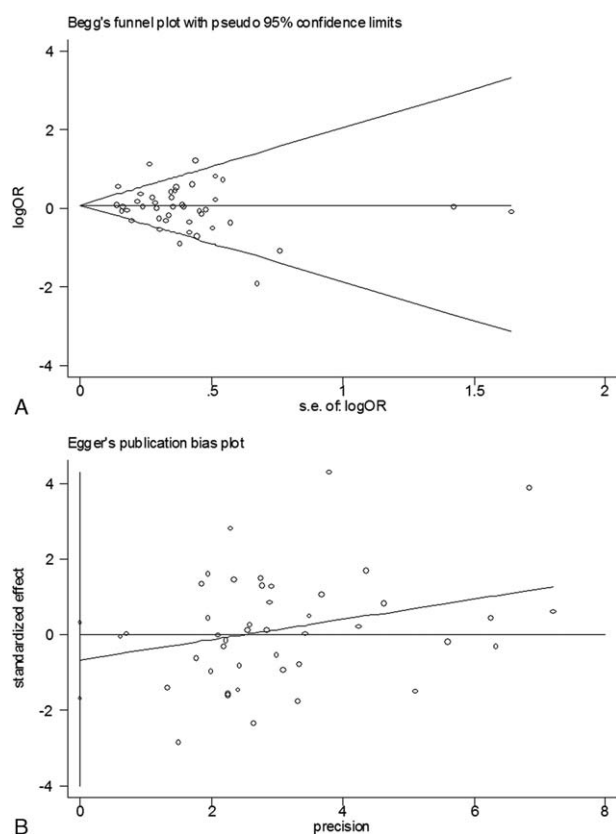 Begg's funnel plot with pseudo 95% confidence limits
4
2
0
-2
-4
logOR
0
.5
1
1.5
2
s.e. of: logOR
A
Egger's publication bias plot
4
2
0
-2
-4
standardized effect
0
2
4
6
8
precision
B